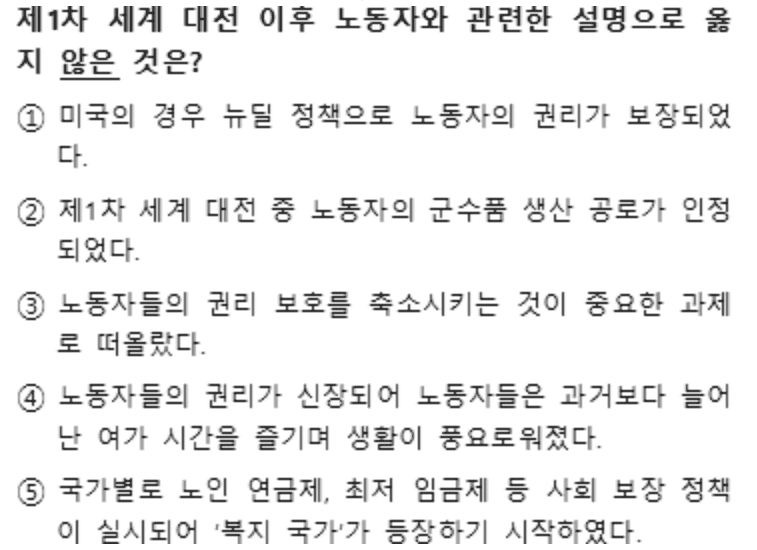 제1차 세계 대전 이후 노동자와 관련한 설명으로 옳
지 않은 것은?
① 미국의 경우 뉴딜 정책으로 노동자의 권리가 보장되었
다.
② 제1차 세계 대전 중 노동자의 군수품 생산 공로가 인정
되었다.
③ 노동자들의 권리 보호를 축소시키는 것이 중요한 과제
로 떠올랐다.
④ 노동자들의 권리가 신장되어 노동자들은 과거보다 늘어
난 여가 시간을 즐기며 생활이 풍요로워졌다.
⑤ 국가별로 노인 연금제, 최저 임금제 등 사회 보장 정책
이 실시되어 '복지 국가'가 등장하기 시작하였다.